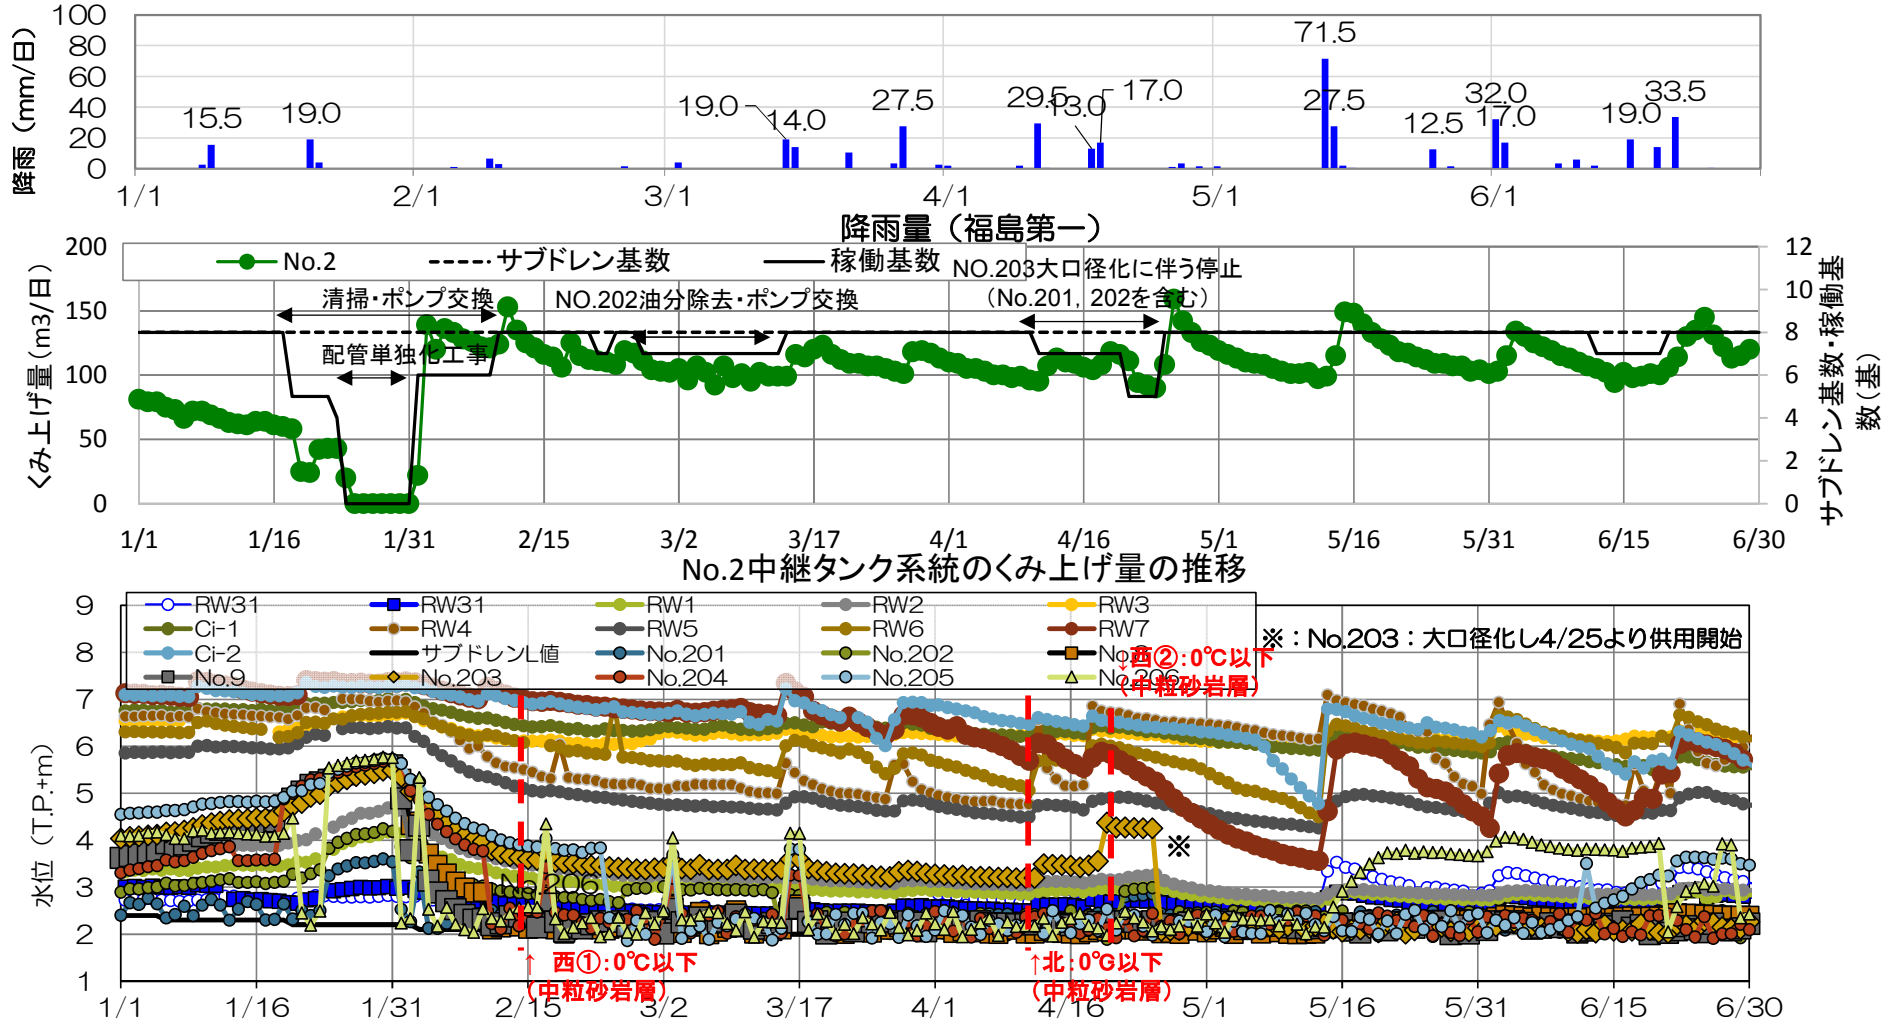 降雨（mm/日）
100
80
60
40
20
0
15.5
19.0
19.0
14.0
27.5
29.5
13.0
17.0
71.5
27.5
12.5
32.0
17.0
19.0
33.5
1/1 2/1 3/1 4/1 5/1 6/1
降雨量（福島第一）
くみ上げ量（m3/日）
200
150
100
50
0
No.2 サブドレン基数 稼働基数
清掃・ポンプ交換
配管単独化工事
NO.202油分除去・ポンプ交換
NO.203大口径化に伴う停止
（No.201，202を含む）
12
10
8
6
4
2
0
サブドレン基数・稼働基
数（基）
1/1 1/16 1/31 2/15 3/2 3/17 4/1 4/16 5/1 5/16 5/31 6/15 6/30
No.2中継タンク系統のくみ上げ量の推移
水位（T.P.+m）
9
8
7
6
5
4
3
2
1
RW31 RW31 RW1 RW2 RW3
Ci-1 RW4 RW5 RW6 RW7
Ci-2 サブドレンL値 No.201 No.202
No.9 No.203 No.204 No.205 No.206
※：No.203：大口径化し4/25より供用開始
↓西②:0℃以下
（中粒砂岩層）
※
↑ 西①:0℃以下
（中粒砂岩層）
↑北:0℃以下
（中粒砂岩層）
1/1 1/16 1/31 2/15 3/2 3/17 4/1 4/16 5/1 5/16 5/31 6/15 6/30